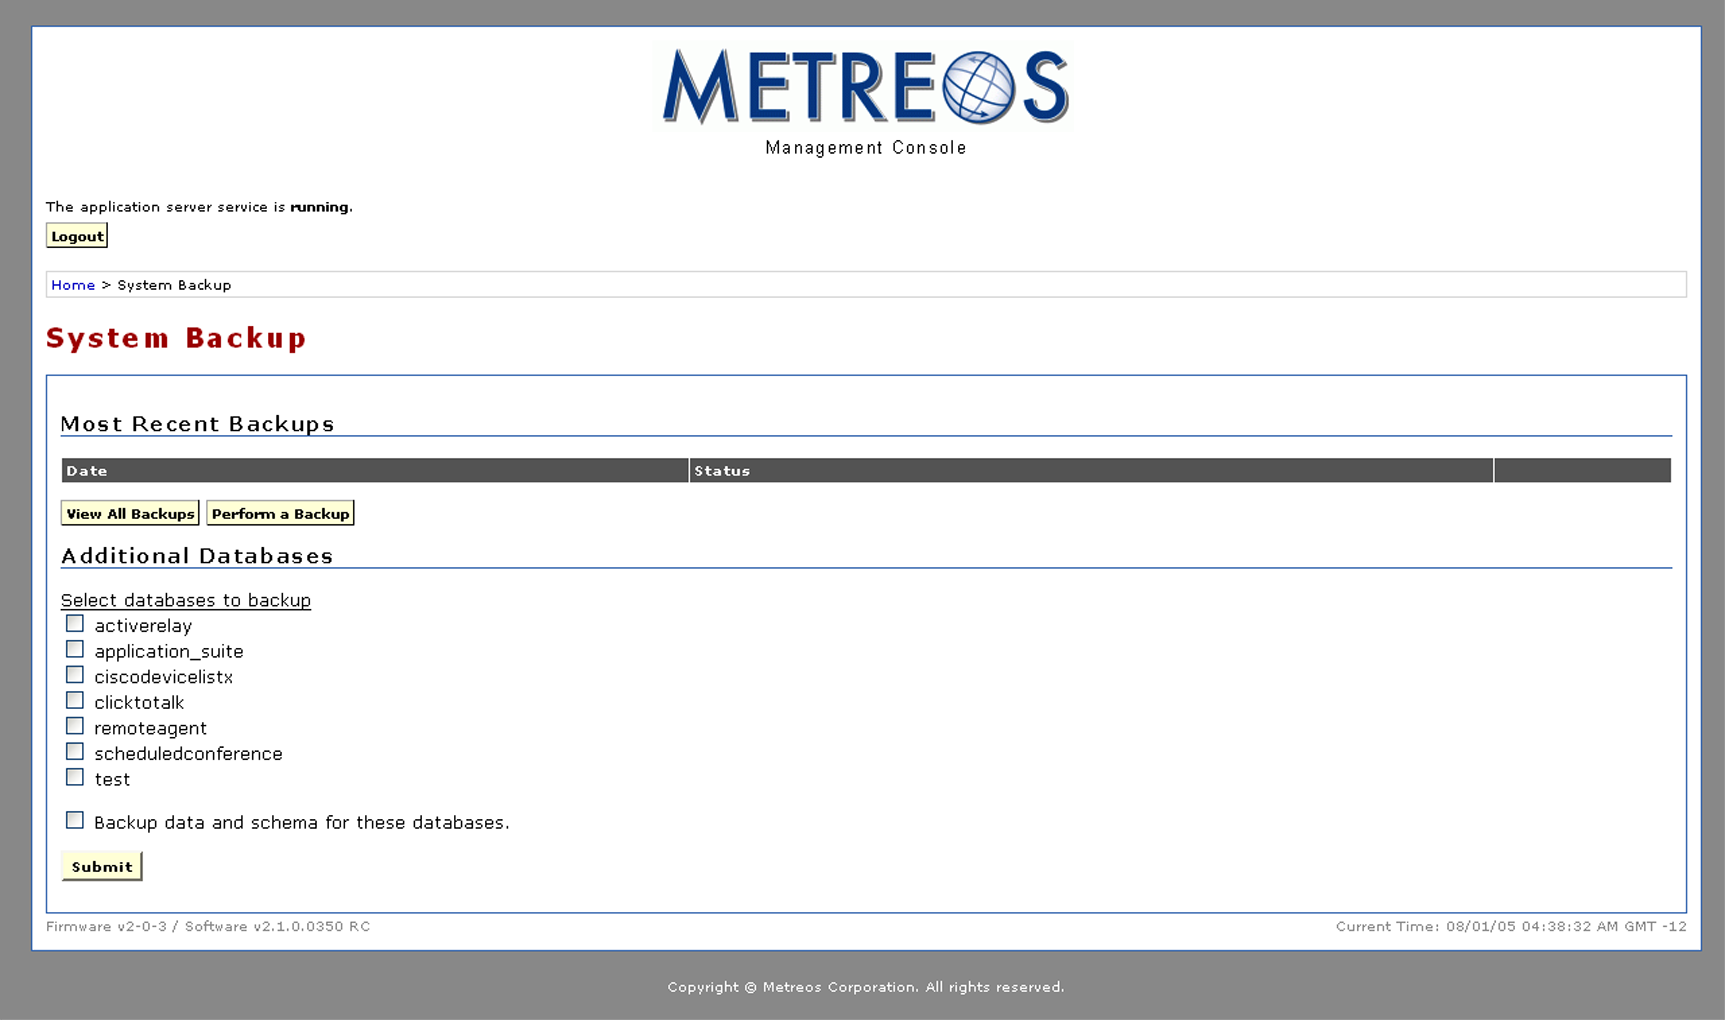 METREOS
Management Console
The application server service is running.
Logout
Home > System Backup
System Backup
Most Recent Backups
Date Status
View All Backups Perform a Backup
Additional Databases
Select databases to backup
activerelay
application_suite
ciscodevicelistx
clicktotalk
remoteagent
scheduledconference
test
Backup data and schema for these databases.
Submit
Firmware v2-0-3 / Software v2.1.0.0350 RC Current Time: 08/01/05 04:38:32 AM GMT -12
Copyright © Metreos Corporation. All rights reserved.